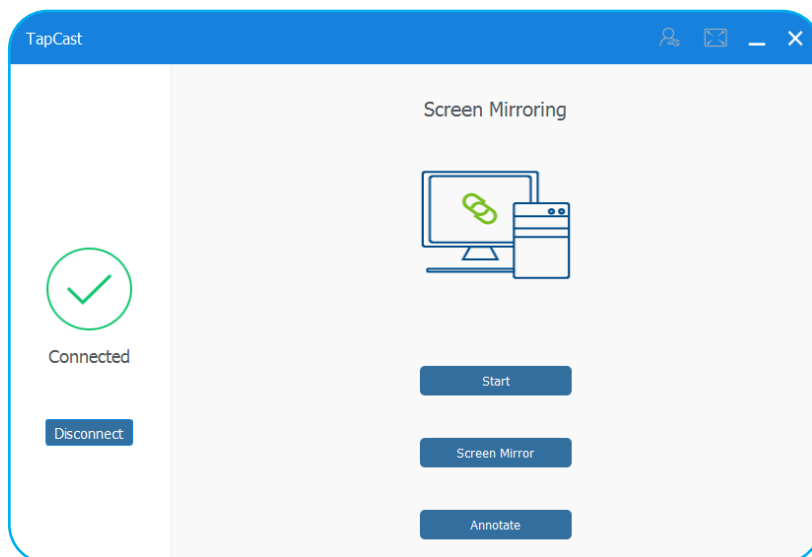 TapCast
Screen Mirroring
Connected
Disconnect
Start
Screen Mirror
Annotate